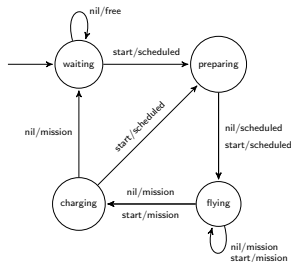 nil/free
start/scheduled
waiting
preparing
start/scheduled
nil/mission
nil/scheduled
start/scheduled
nil/mission
charging
flying
start/mission
nil/mission
start/mission